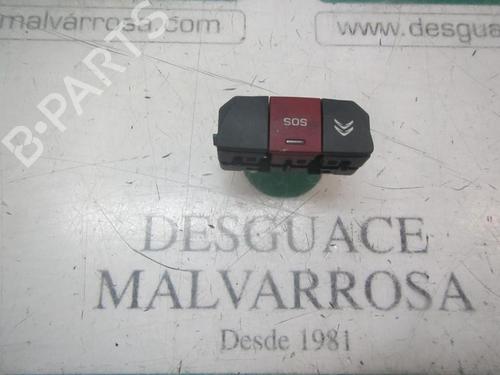 malvarrosa.com
www.desgua
B-PARTS
SOS
DESGUACE
MALVARROSA
Desde 1981